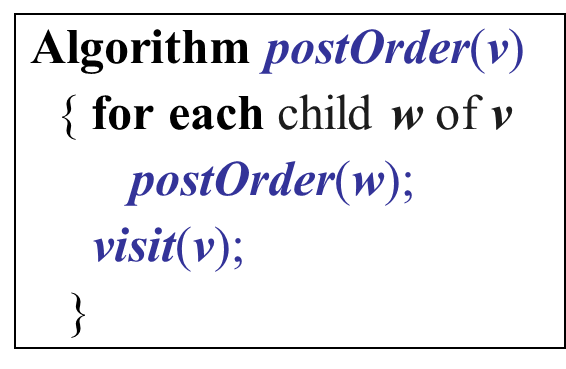 Algorithm postOrder(v)
{ for each child w of v
postOrder(w);
visit(v);
}